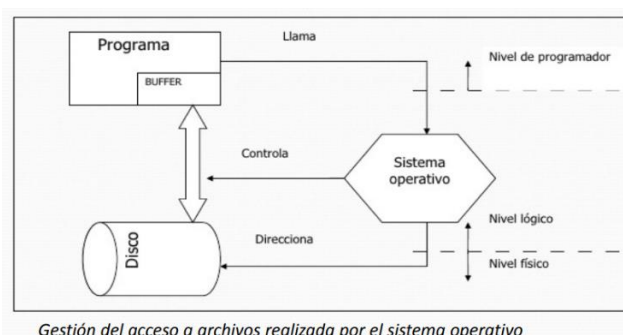 Programa
Llama
Nivel de programador
BUFFER
Controla
Sistema
operativo
Nivel lógico
Disco
Direcciona
Nivel físico
Gestión del acceso a archivos realizada por el sistema operativo